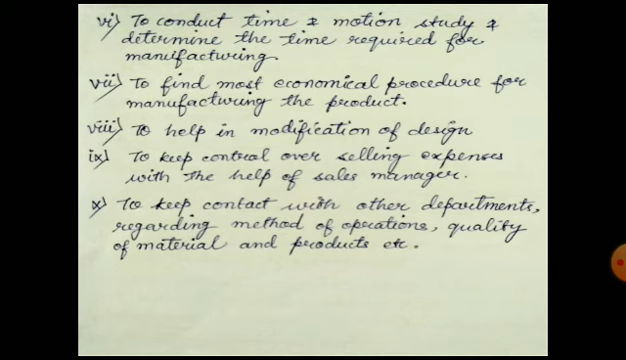 vi) To conduct time & motion study &
determine the time required for
manufacturing.
vii) To find most economical procedure for
manufacturing the product.
viii) To help in modification of design
ix) To keep control over selling expenses
with the help of sales manager.
x) To keep contact with other departments,
regarding method of operations, quality
of material and products etc.